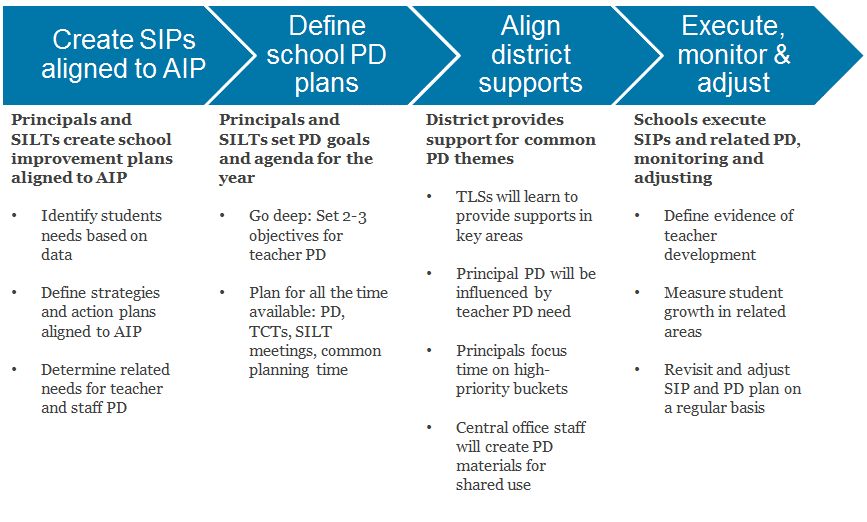 Create SIPs
aligned to AIP
Define
school PD
plans
Align
district
supports
Execute,
monitor &
adjust
Principals and
SILTs create school
improvement plans
aligned to AIP
• Identify students
needs based on
data
• Define strategies
and action plans
aligned to AIP
• Determine related
needs for teacher
and staff PD
Principals and
SILTs set PD goals
and agenda for the
year
• Go deep: Set 2-3
objectives for
teacher PD
• Plan for all the time
available: PD,
TCTs, SILT
meetings, common
planning time
District provides
support for common
PD themes
• TLSs will learn to
provide supports in
key areas
• Principal PD will be
influenced by
teacher PD need
• Principals focus
time on high-
priority buckets
• Central office staff
will create PD
materials for
shared use
Schools execute
SIPs and related PD,
monitoring and
adjusting
• Define evidence of
teacher
development
• Measure student
growth in related
areas
• Revisit and adjust
SIP and PD plan on
a regular basis